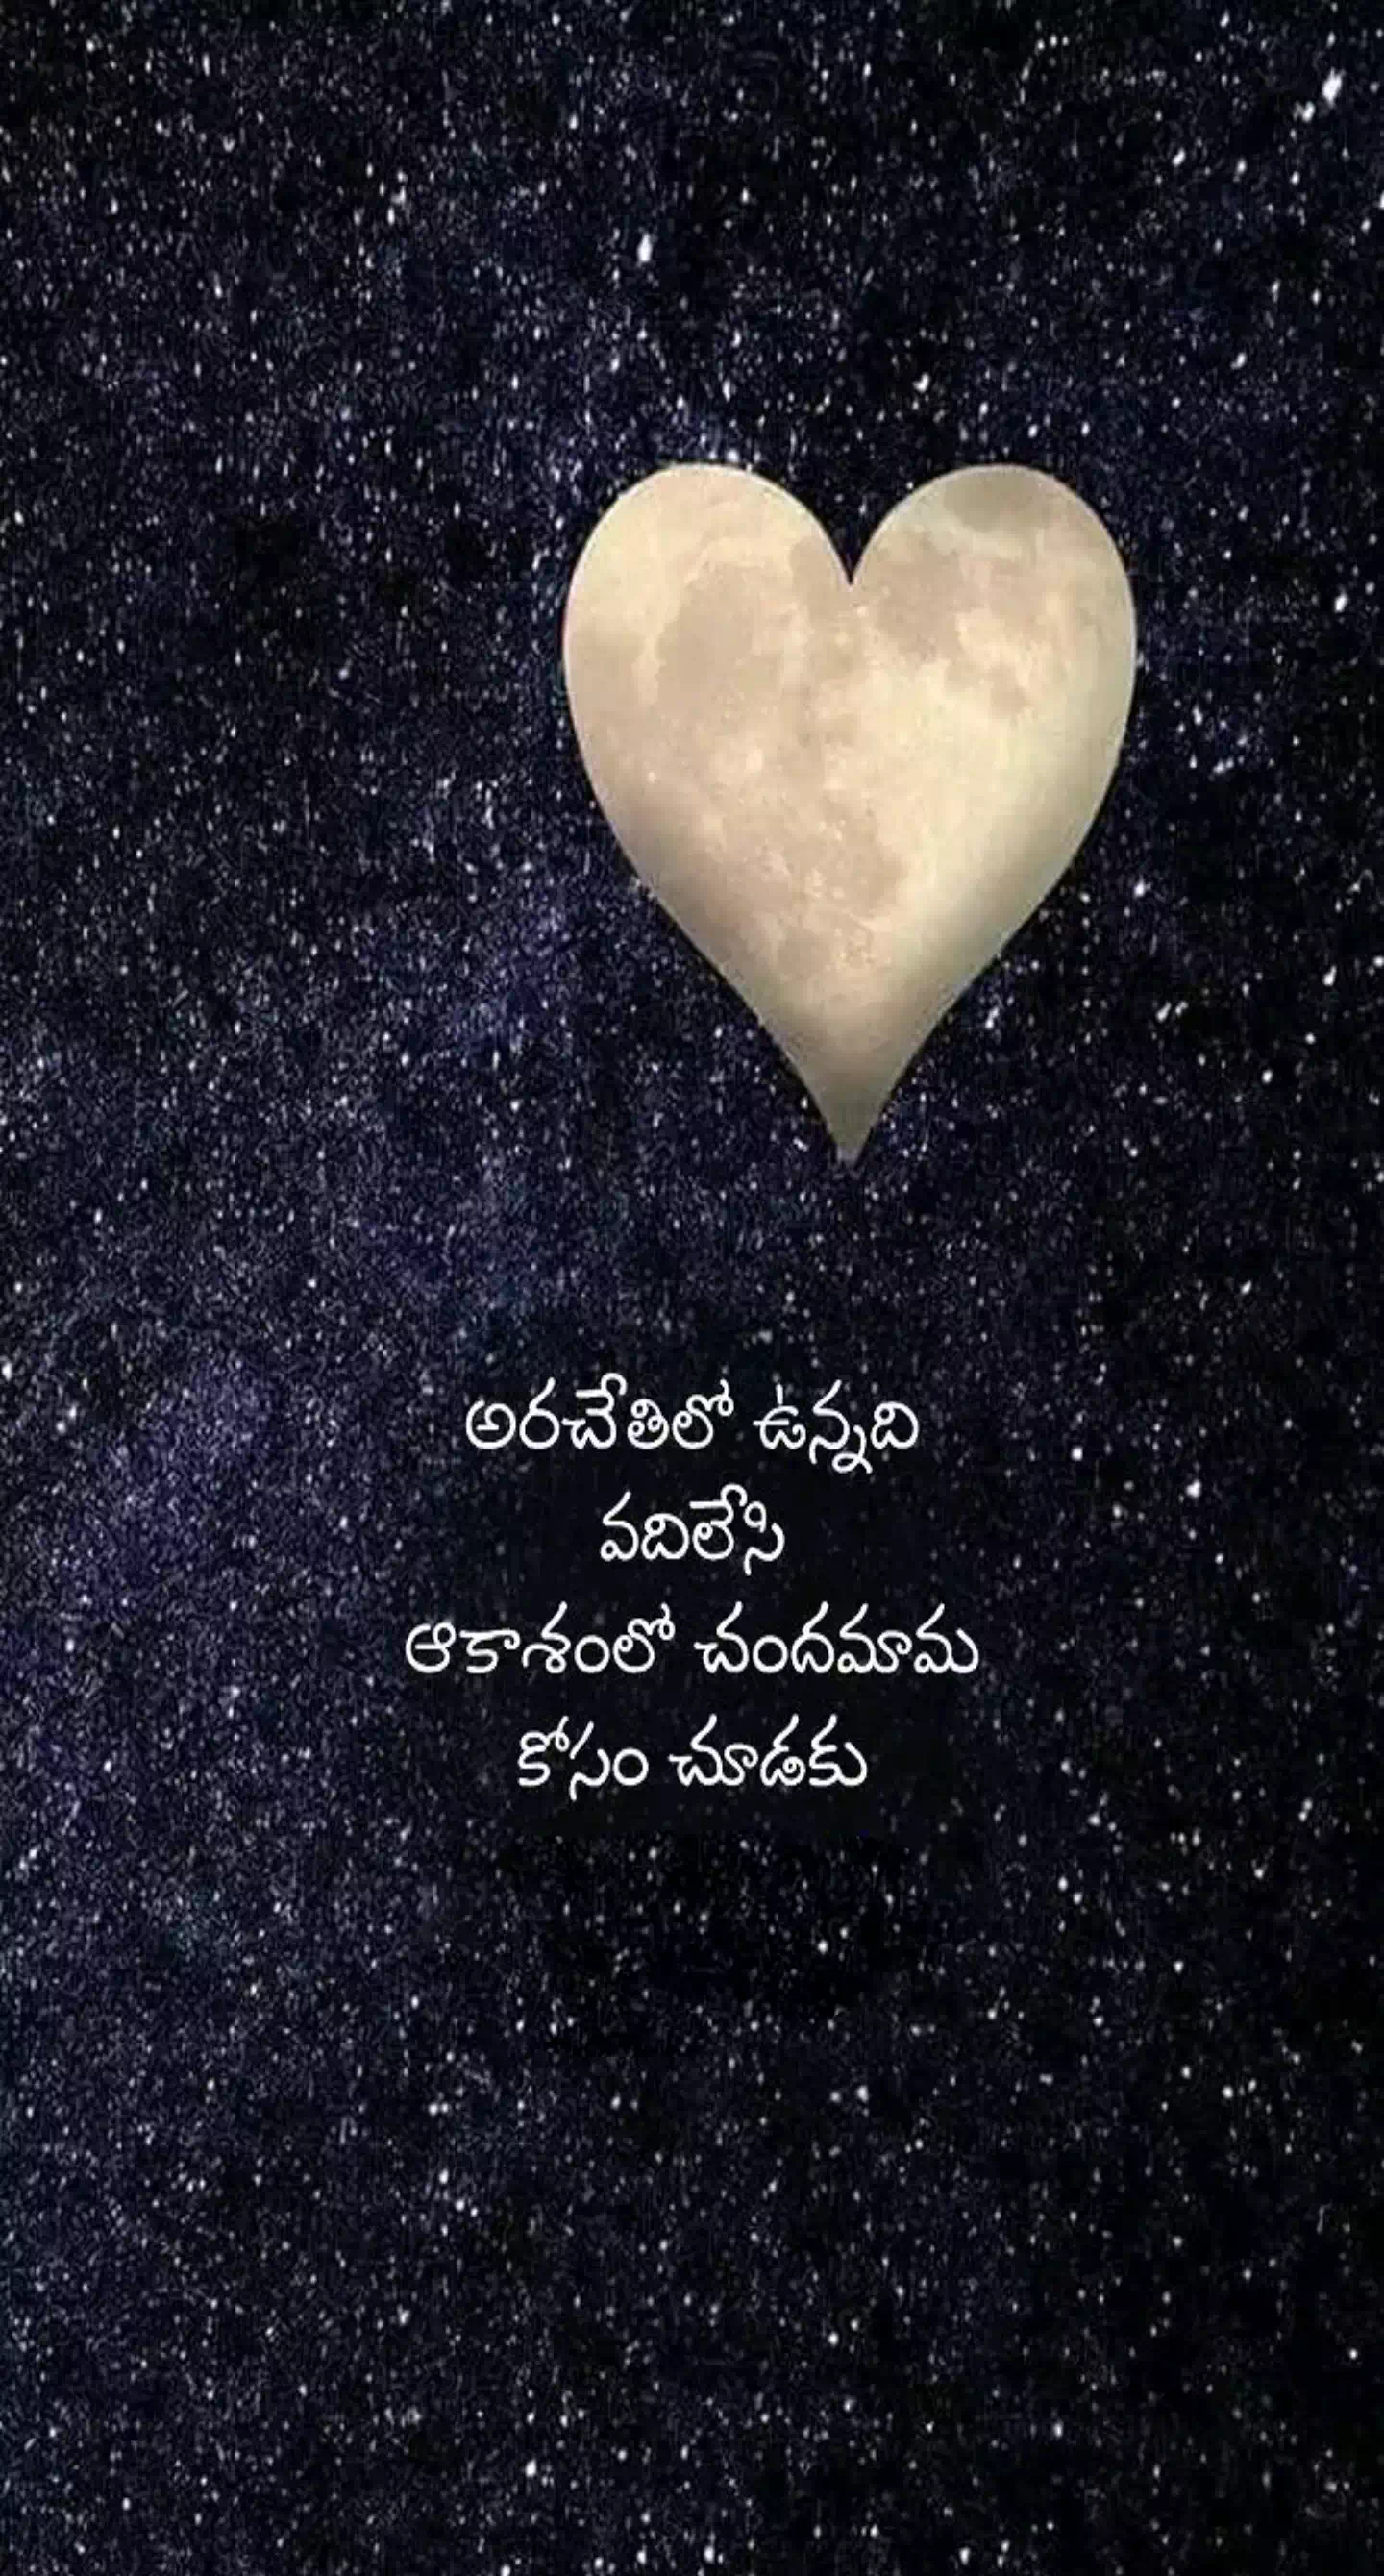 అరచేతిలో ఉన్నది
వదిలేసి
ఆకాశంలో చందమామ
కోసం చూడకు